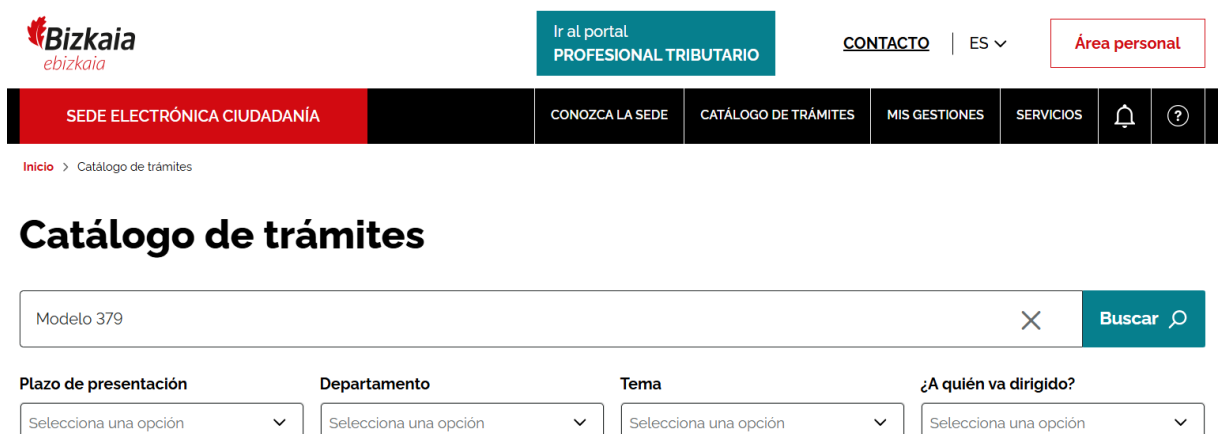 Bizkaia
ebizkaia
Ir al portal
PROFESIONAL TRIBUTARIO
CONTACTO
ES
Área personal
SEDE ELECTRÓNICA CIUDADANÍA
CONOZCA LA SEDE
CATÁLOGO DE TRÁMITES
MIS GESTIONES
SERVICIOS
?
Inicio > Catálogo de trámites
Catálogo de trámites
Modelo 379
Buscar
Plazo de presentación
Departamento
Tema
¿A quién va dirigido?
Selecciona una opción
Selecciona una opción
Selecciona una opción
Selecciona una opción